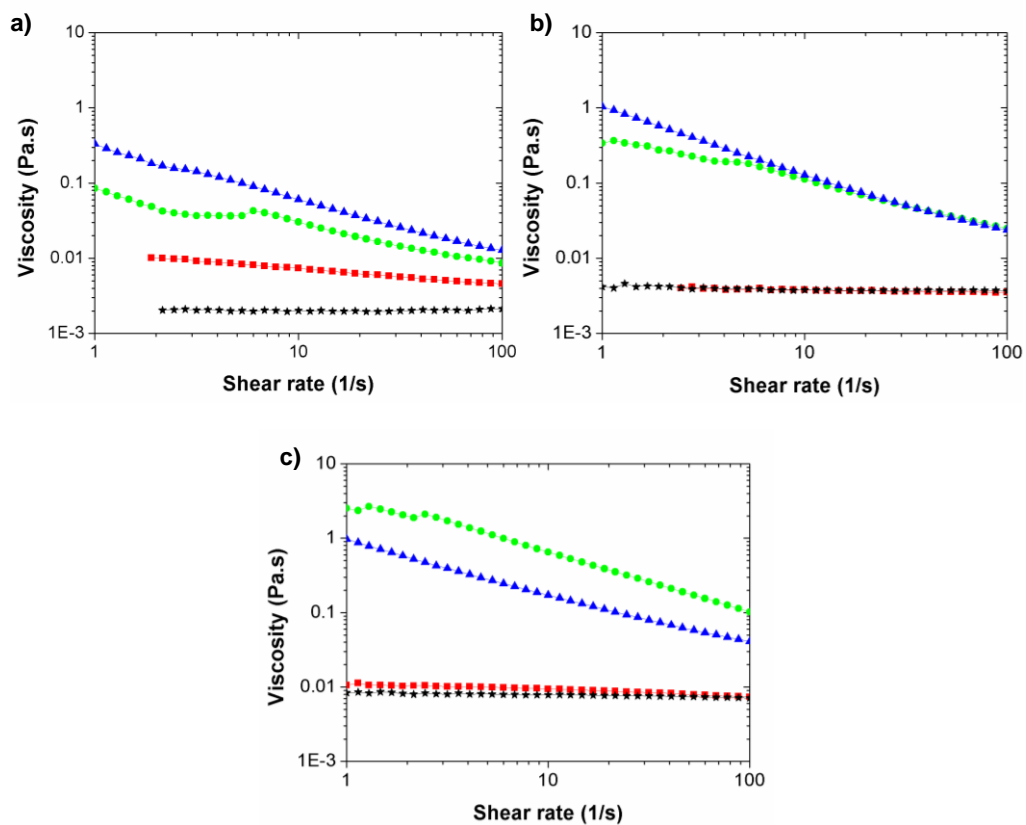 a)
10
1
0.1
0.01
1E-3
Viscosity (Pa.s)
1
10
100
Shear rate (1/s)
b)
10
1
0.1
0.01
1E-3
Viscosity (Pa.s)
1
10
100
Shear rate (1/s)
c)
10
1
0.1
0.01
1E-3
Viscosity (Pa.s)
1
10
100
Shear rate (1/s)